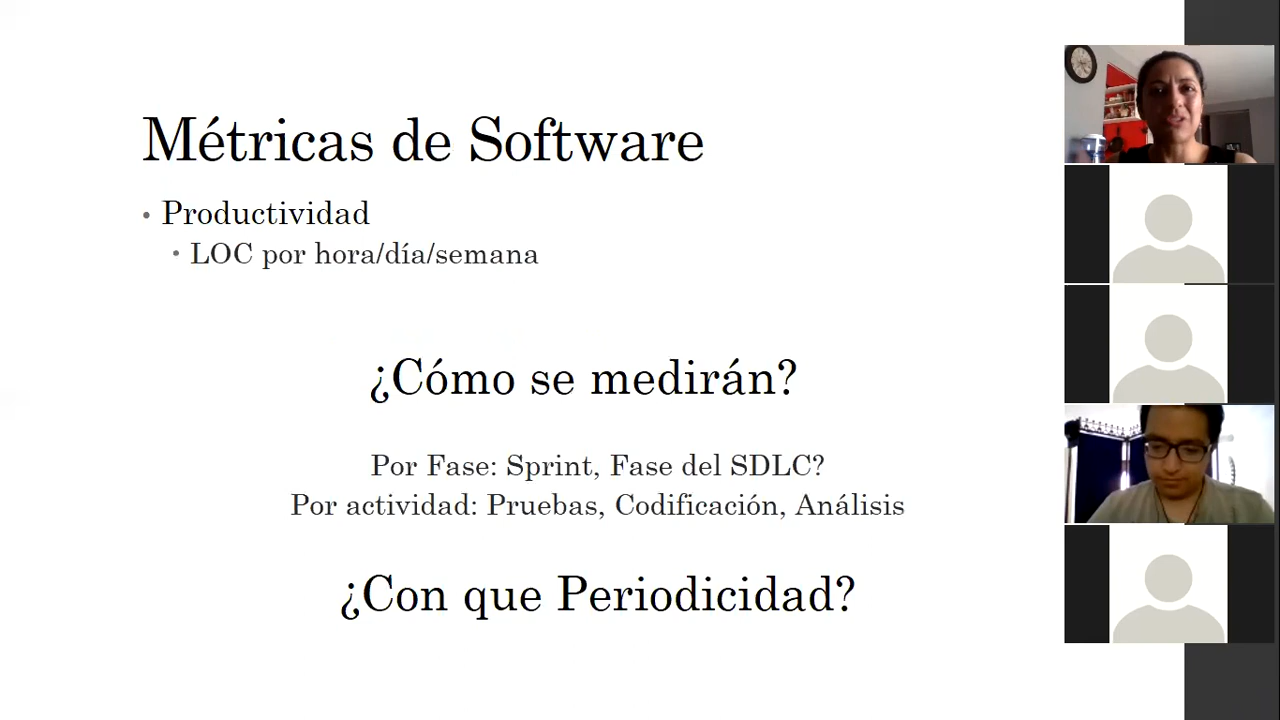 Métricas de Software
• Productividad
• LOC por hora/día/semana
¿Cómo se medirán?
Por Fase: Sprint, Fase del SDLC?
Por actividad: Pruebas, Codificación, Análisis
¿Con que Periodicidad?